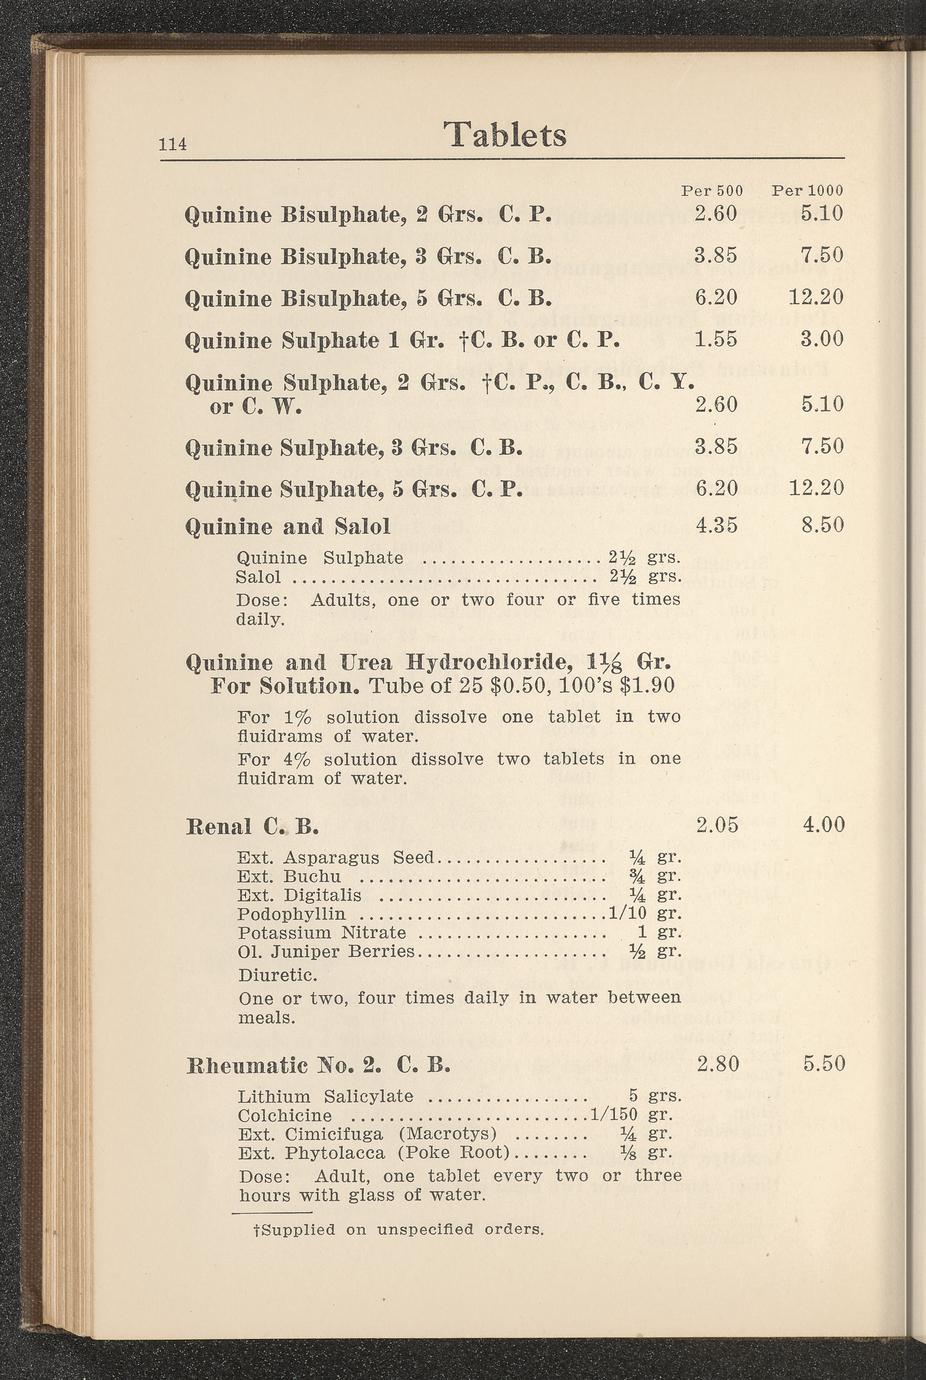 114 Tablets
Per 500 Per 1000
Quinine Bisulphate, 2 Grs. C. P. 2.60 5.10
Quinine Bisulphate, 3 Grs. C. B. 3.85 7.50
Quinine Bisulphate, 5 Grs. C. B. 6.20 12.20
Quinine Sulphate 1 Gr. †C. B. or C. P. 1.55 3.00
Quinine Sulphate, 2 Grs. †C. P., C. B., C. Y.
or C. W. 2.60 5.10
Quinine Sulphate, 3 Grs. C. B. 3.85 7.50
Quinine Sulphate, 5 Grs. C. P. 6.20 12.20
Quinine and Salol 4.35 8.50
Quinine Sulphate ................... 2½ grs.
Salol ............................... 2½ grs.
Dose: Adults, one or two four or five times
daily.
Quinine and Urea Hydrochloride, 1⅛ Gr.
For Solution. Tube of 25 $0.50, 100's $1.90
For 1% solution dissolve one tablet in two
fluidrams of water.
For 4% solution dissolve two tablets in one
fluidram of water.
Renal C. B. 2.05 4.00
Ext. Asparagus Seed.................. ¼ gr.
Ext. Buchu .......................... ¾ gr.
Ext. Digitalis ........................ ¼ gr.
Podophyllin ..........................1/10 gr.
Potassium Nitrate .................... 1 gr.
Ol. Juniper Berries.................... ½ gr.
Diuretic.
One or two, four times daily in water between
meals.
Rheumatic No. 2. C. B. 2.80 5.50
Lithium Salicylate ................. 5 grs.
Colchicine .........................1/150 gr.
Ext. Cimicifuga (Macrotys) ........ ¼ gr.
Ext. Phytolacca (Poke Root)........ ⅛ gr.
Dose: Adult, one tablet every two or three
hours with glass of water.
†Supplied on unspecified orders.